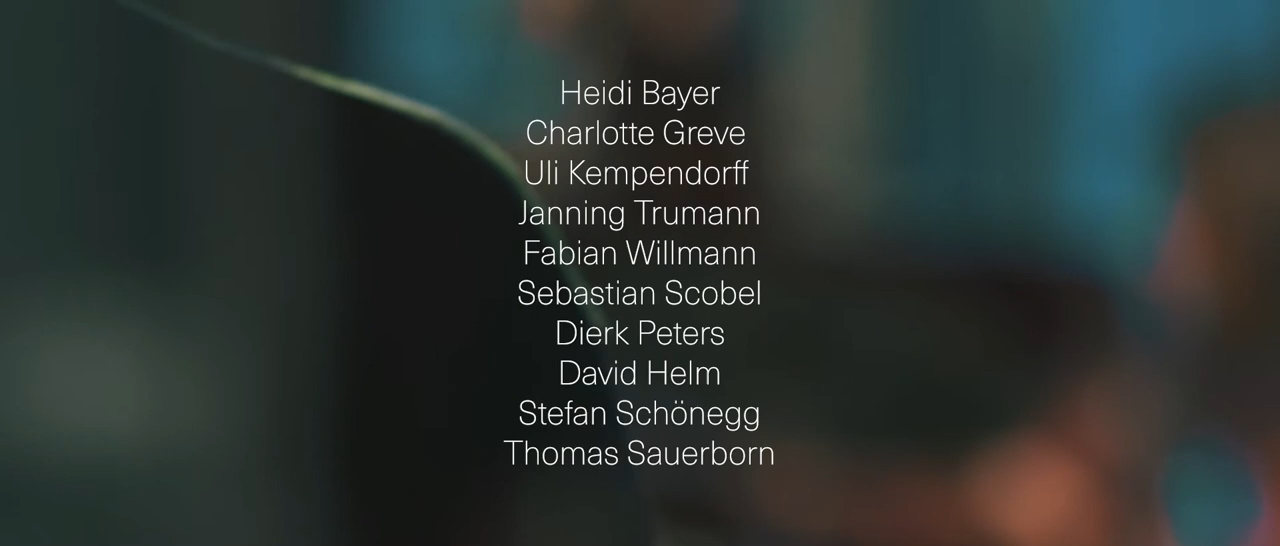 Heidi Bayer
Charlotte Greve
Uli Kempendorff
Janning Trumann
Fabian Willmann
Sebastian Scobel
Dierk Peters
David Helm
Stefan Schönegg
Thomas Sauerborn